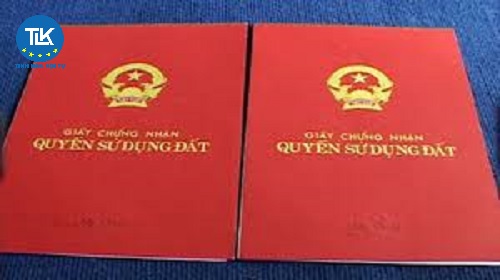 TLK
GIẤY CHỨNG NHẬN
QUYỀN SỬ DỤNG ĐẤT
GIẤY CHỨNG NHẬN
QUYỀN SỬ DỤNG ĐẤT